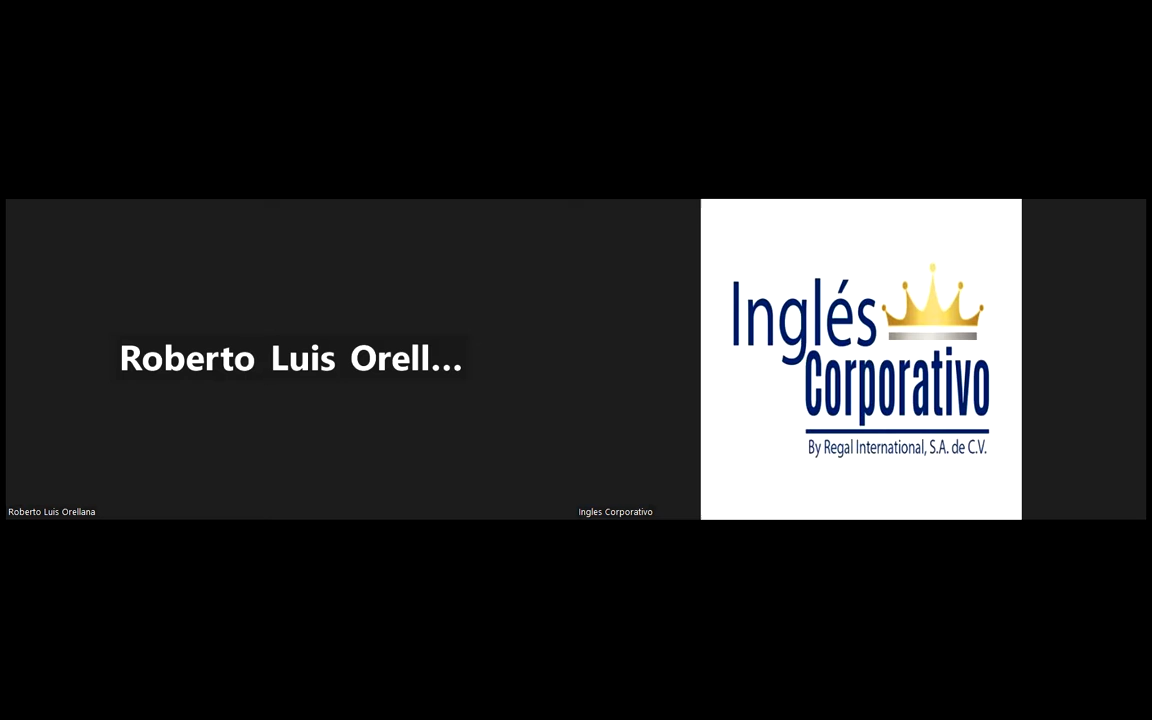 Roberto Luis Orell...
Roberto Luis Orellana
Inglés
Corporativo
By Regal International, S.A. de C.V.
Ingles Corporativo